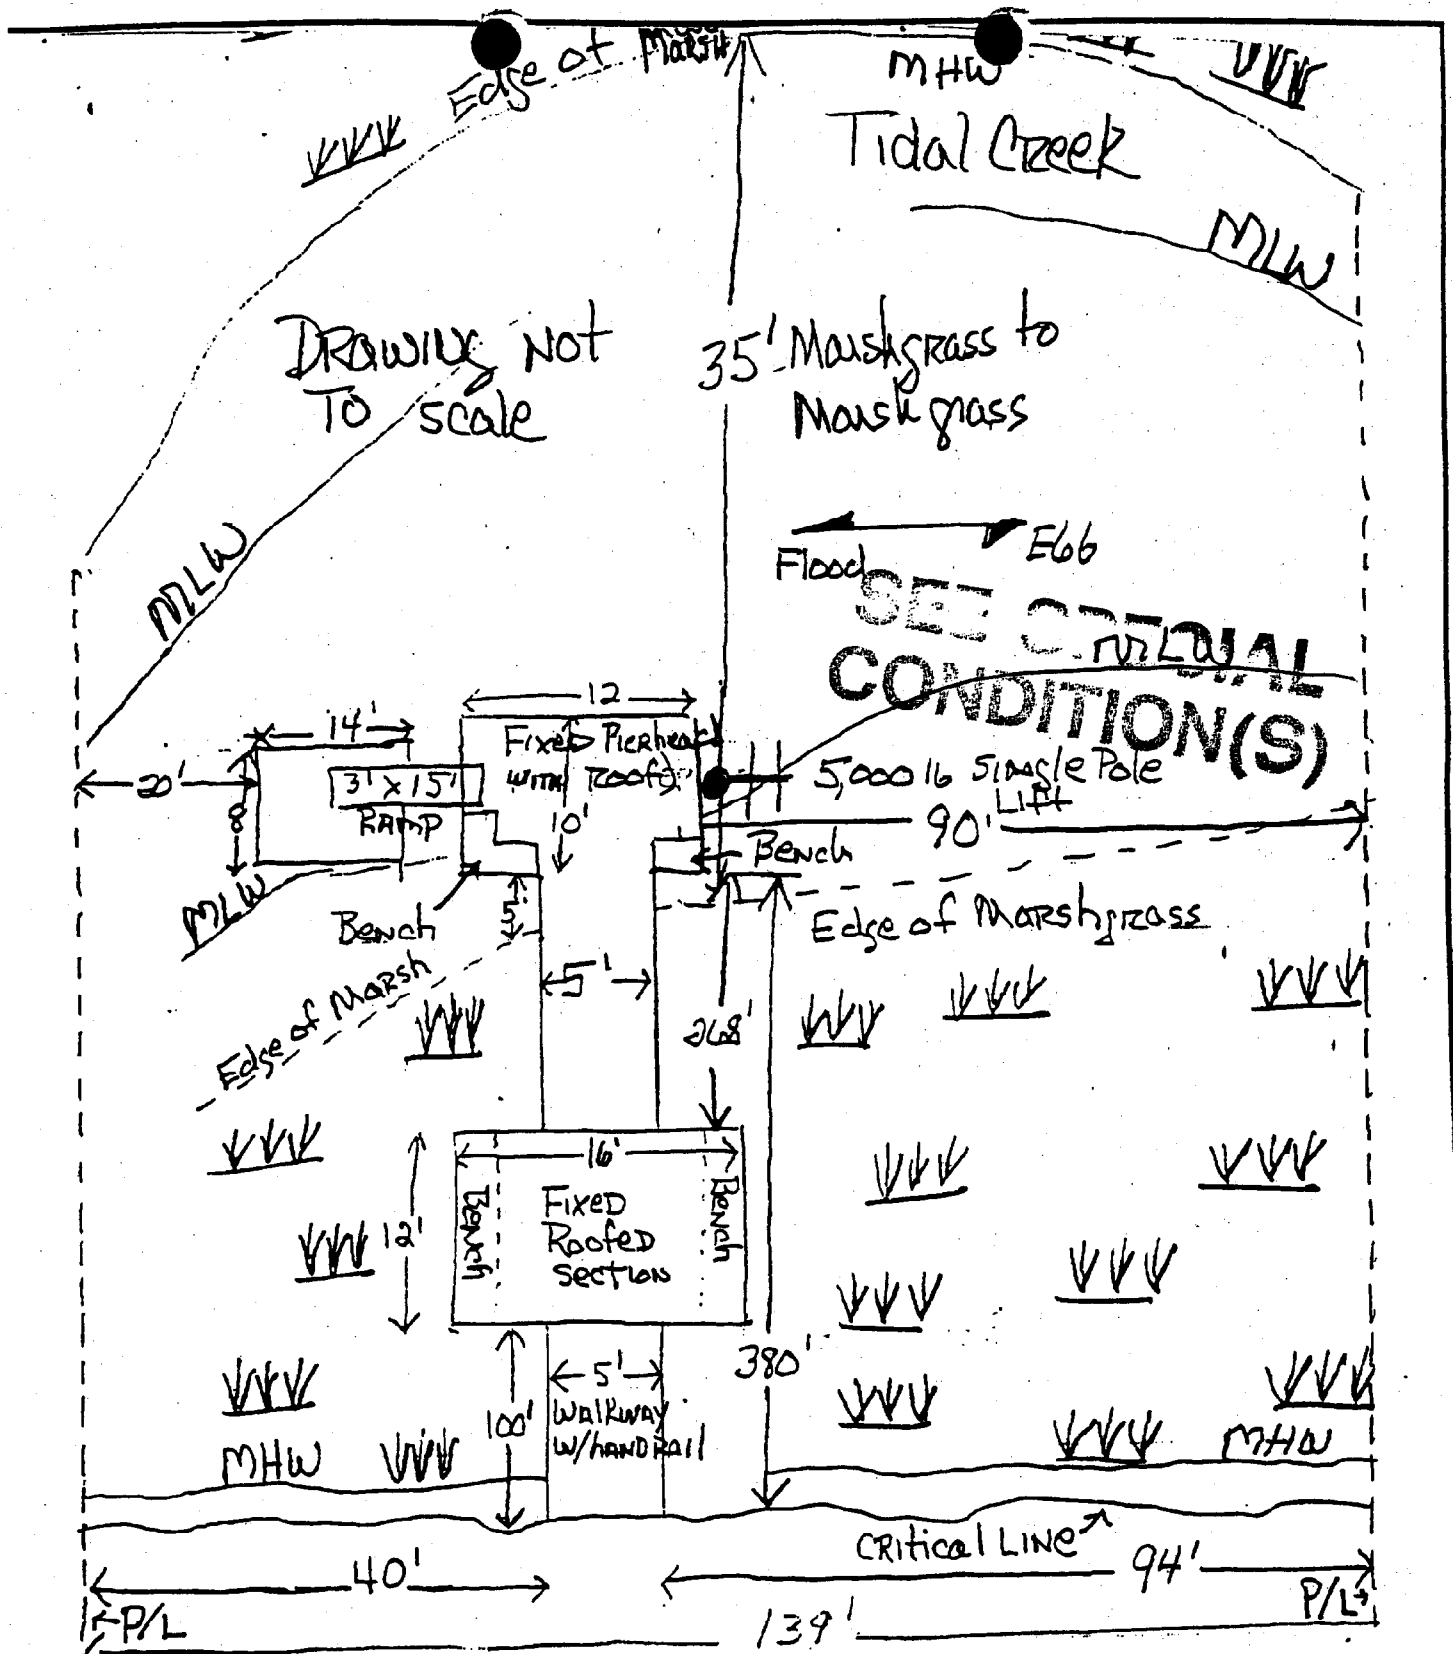 Edge of Marsh
MHW
Tidal Creek
MLW
Drawing Not
To scale
35' Marshgrass to
Marshgrass
MLW
Flood
Ebb
SEE SPECIAL
CONDITION(S)
MLW
12
14'
Fixed Pierhead
with Roof
20'
3' x 15'
Ramp
8'
10'
5,000 lb Single Pole
Lift
90'
Bench
MLW
Bench
5'
Edge of Marshgrass
Edge of Marsh
5'
268'
16'
Bench
Fixed
Roofed
section
Bench
12'
380'
5'
100'
Walkway
w/handrail
MHW
MHW
Critical Line
40'
94'
P/L
P/L
139'